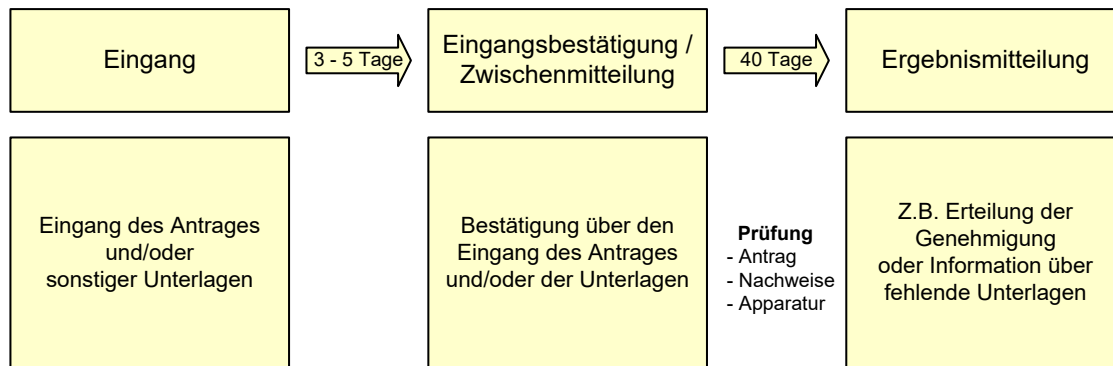 Eingang
3 - 5 Tage
Eingangsbestätigung /
Zwischenmitteilung
40 Tage
Ergebnismitteilung
Eingang des Antrages
und/oder
sonstiger Unterlagen
Bestätigung über den
Eingang des Antrages
und/oder der Unterlagen
Prüfung
- Antrag
- Nachweise
- Apparatur
Z.B. Erteilung der
Genehmigung
oder Information über
fehlende Unterlagen